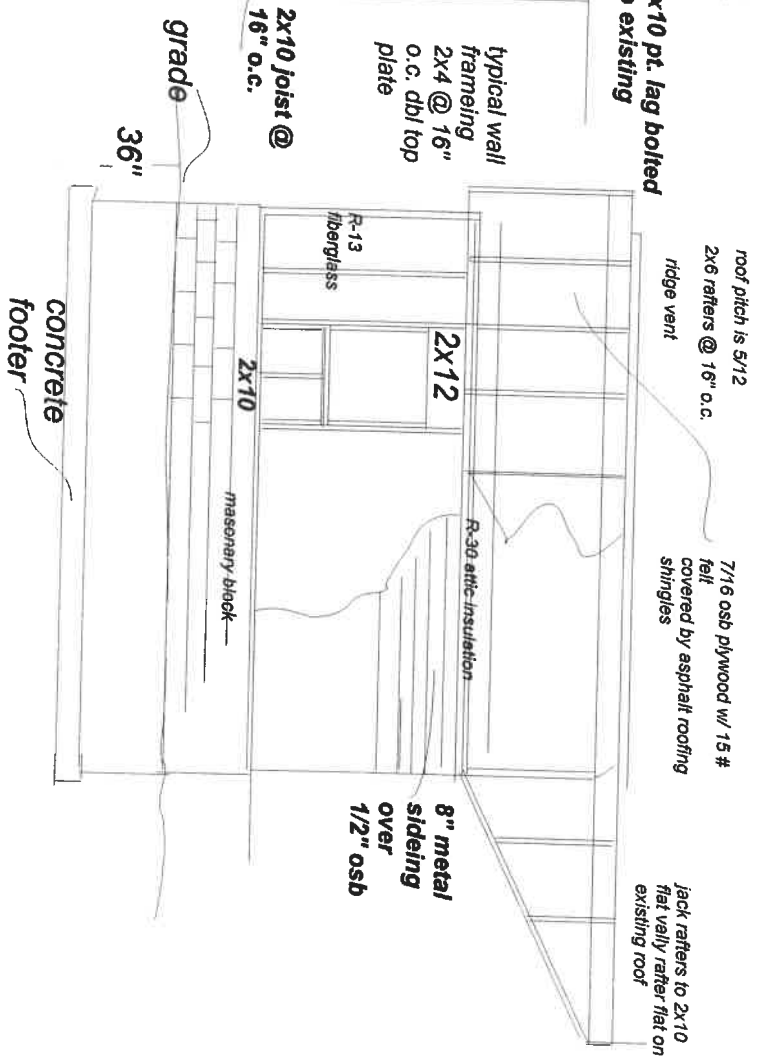 roof pitch is 5/12
2x6 rafters @ 16" o.c.
ridge vent
7/16 osb plywood w/ 15 #
felt
covered by asphalt roofing
shingles
jack rafters to 2x10
flat vally rafter flat on
existing roof
x10 pt. lag bolted
existing
typical wall
frameing
2x4 @ 16"
o.c. dbl top
plate
2x10 joist @
16" o.c.
R-13
fiberglass
2x12
R-30 attic insulation
8" metal
sideing
over
1/2" osb
2x10
masonary block
grade
36"
concrete
footer